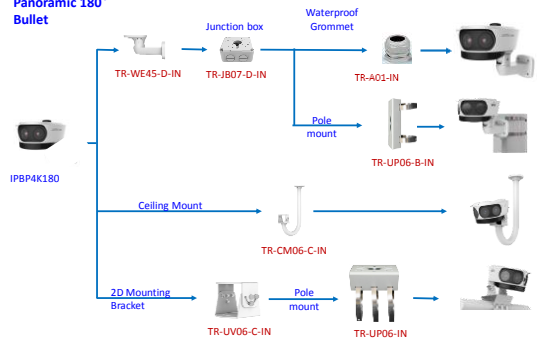 Panoramic 180°
Bullet
Waterproof
Grommet
Junction box
TR-WE45-D-IN
TR-JB07-D-IN
TR-A01-IN
Pole
mount
TR-UP06-B-IN
IPBP4K180
Ceiling Mount
TR-CM06-C-IN
2D Mounting
Bracket
Pole
mount
TR-UV06-C-IN
TR-UP06-IN